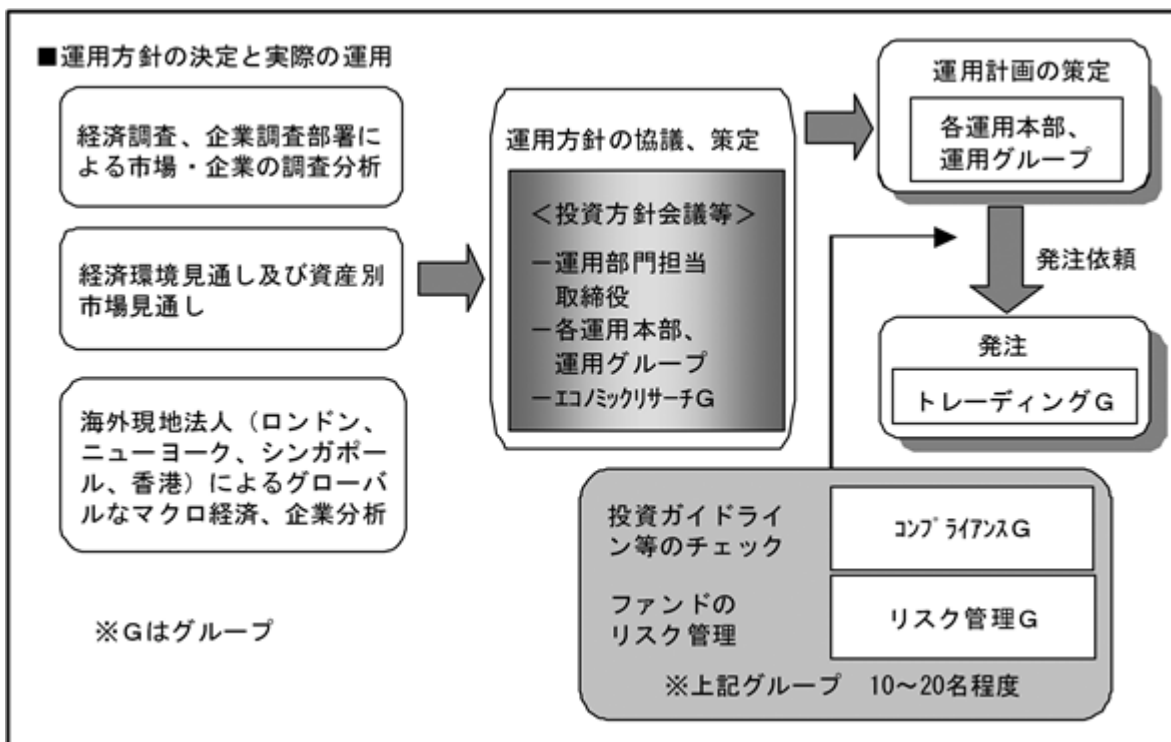 ■運用方針の決定と実際の運用
経済調査、企業調査部署に
よる市場・企業の調査分析
経済環境見通し及び資産別
市場見通し
海外現地法人（ロンドン、
ニューヨーク、シンガポー
ル、香港）によるグローバ
ルなマクロ経済、企業分析
※Gはグループ
運用方針の協議、策定
＜投資方針会議等＞
－運用部門担当
取締役
－各運用本部、
運用グループ
－ｴｺﾉﾐｯｸﾘｻｰﾁG
運用計画の策定
各運用本部、
運用グループ
発注依頼
発注
トレーディングG
投資ガイドライ
ン等のチェック
ｺﾝﾌﾟﾗｲｱﾝｽG
ファンドの
リスク管理
リスク管理G
※上記グループ　10～20名程度